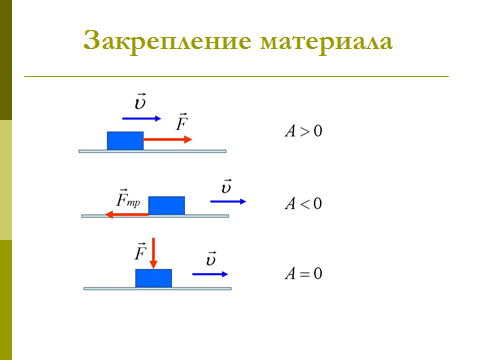 Закрепление материала
υ⃗
F⃗
A > 0
F⃗тр
υ⃗
A < 0
F⃗
υ⃗
A = 0